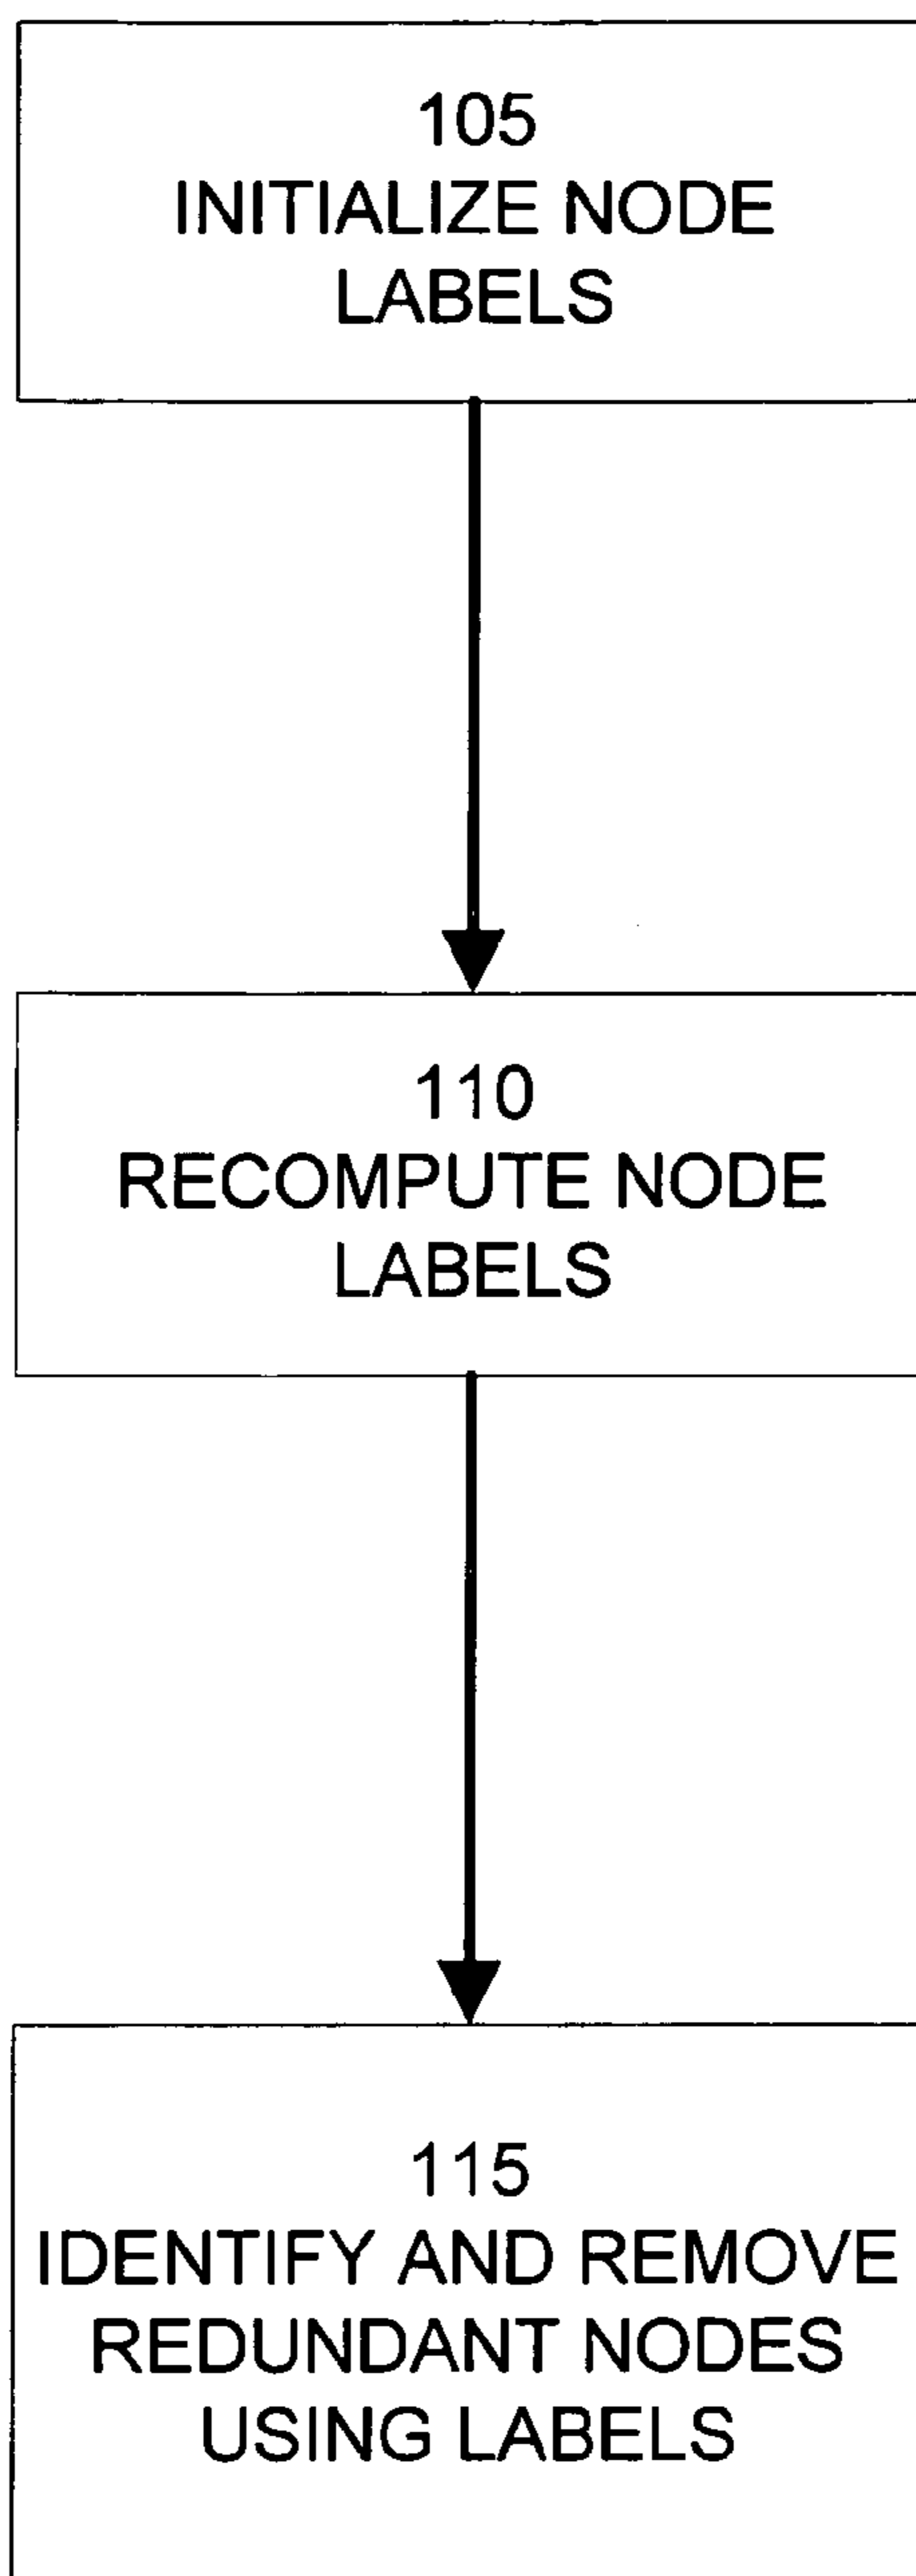 105
INITIALIZE NODE
LABELS
110
RECOMPUTE NODE
LABELS
115
IDENTIFY AND REMOVE
REDUNDANT NODES
USING LABELS